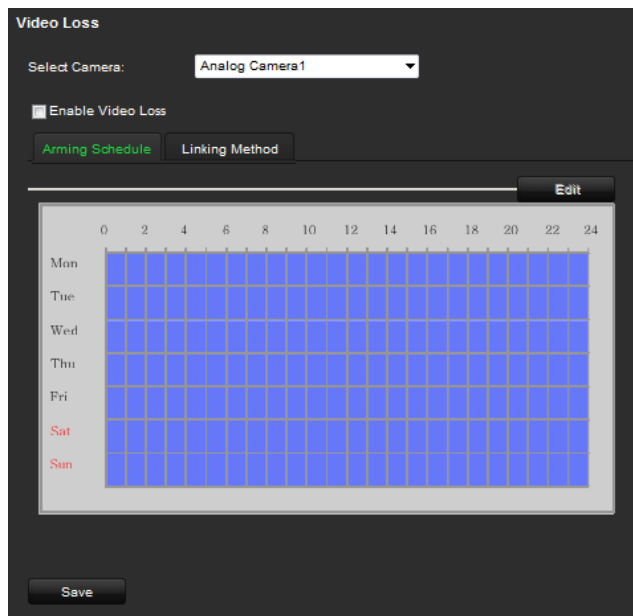 Video Loss
Select Camera: Analog Camera1
Enable Video Loss
Arming Schedule Linking Method
Edit
0 2 4 6 8 10 12 14 16 18 20 22 24
Mon
Tue
Wed
Thu
Fri
Sat
Sun
Save